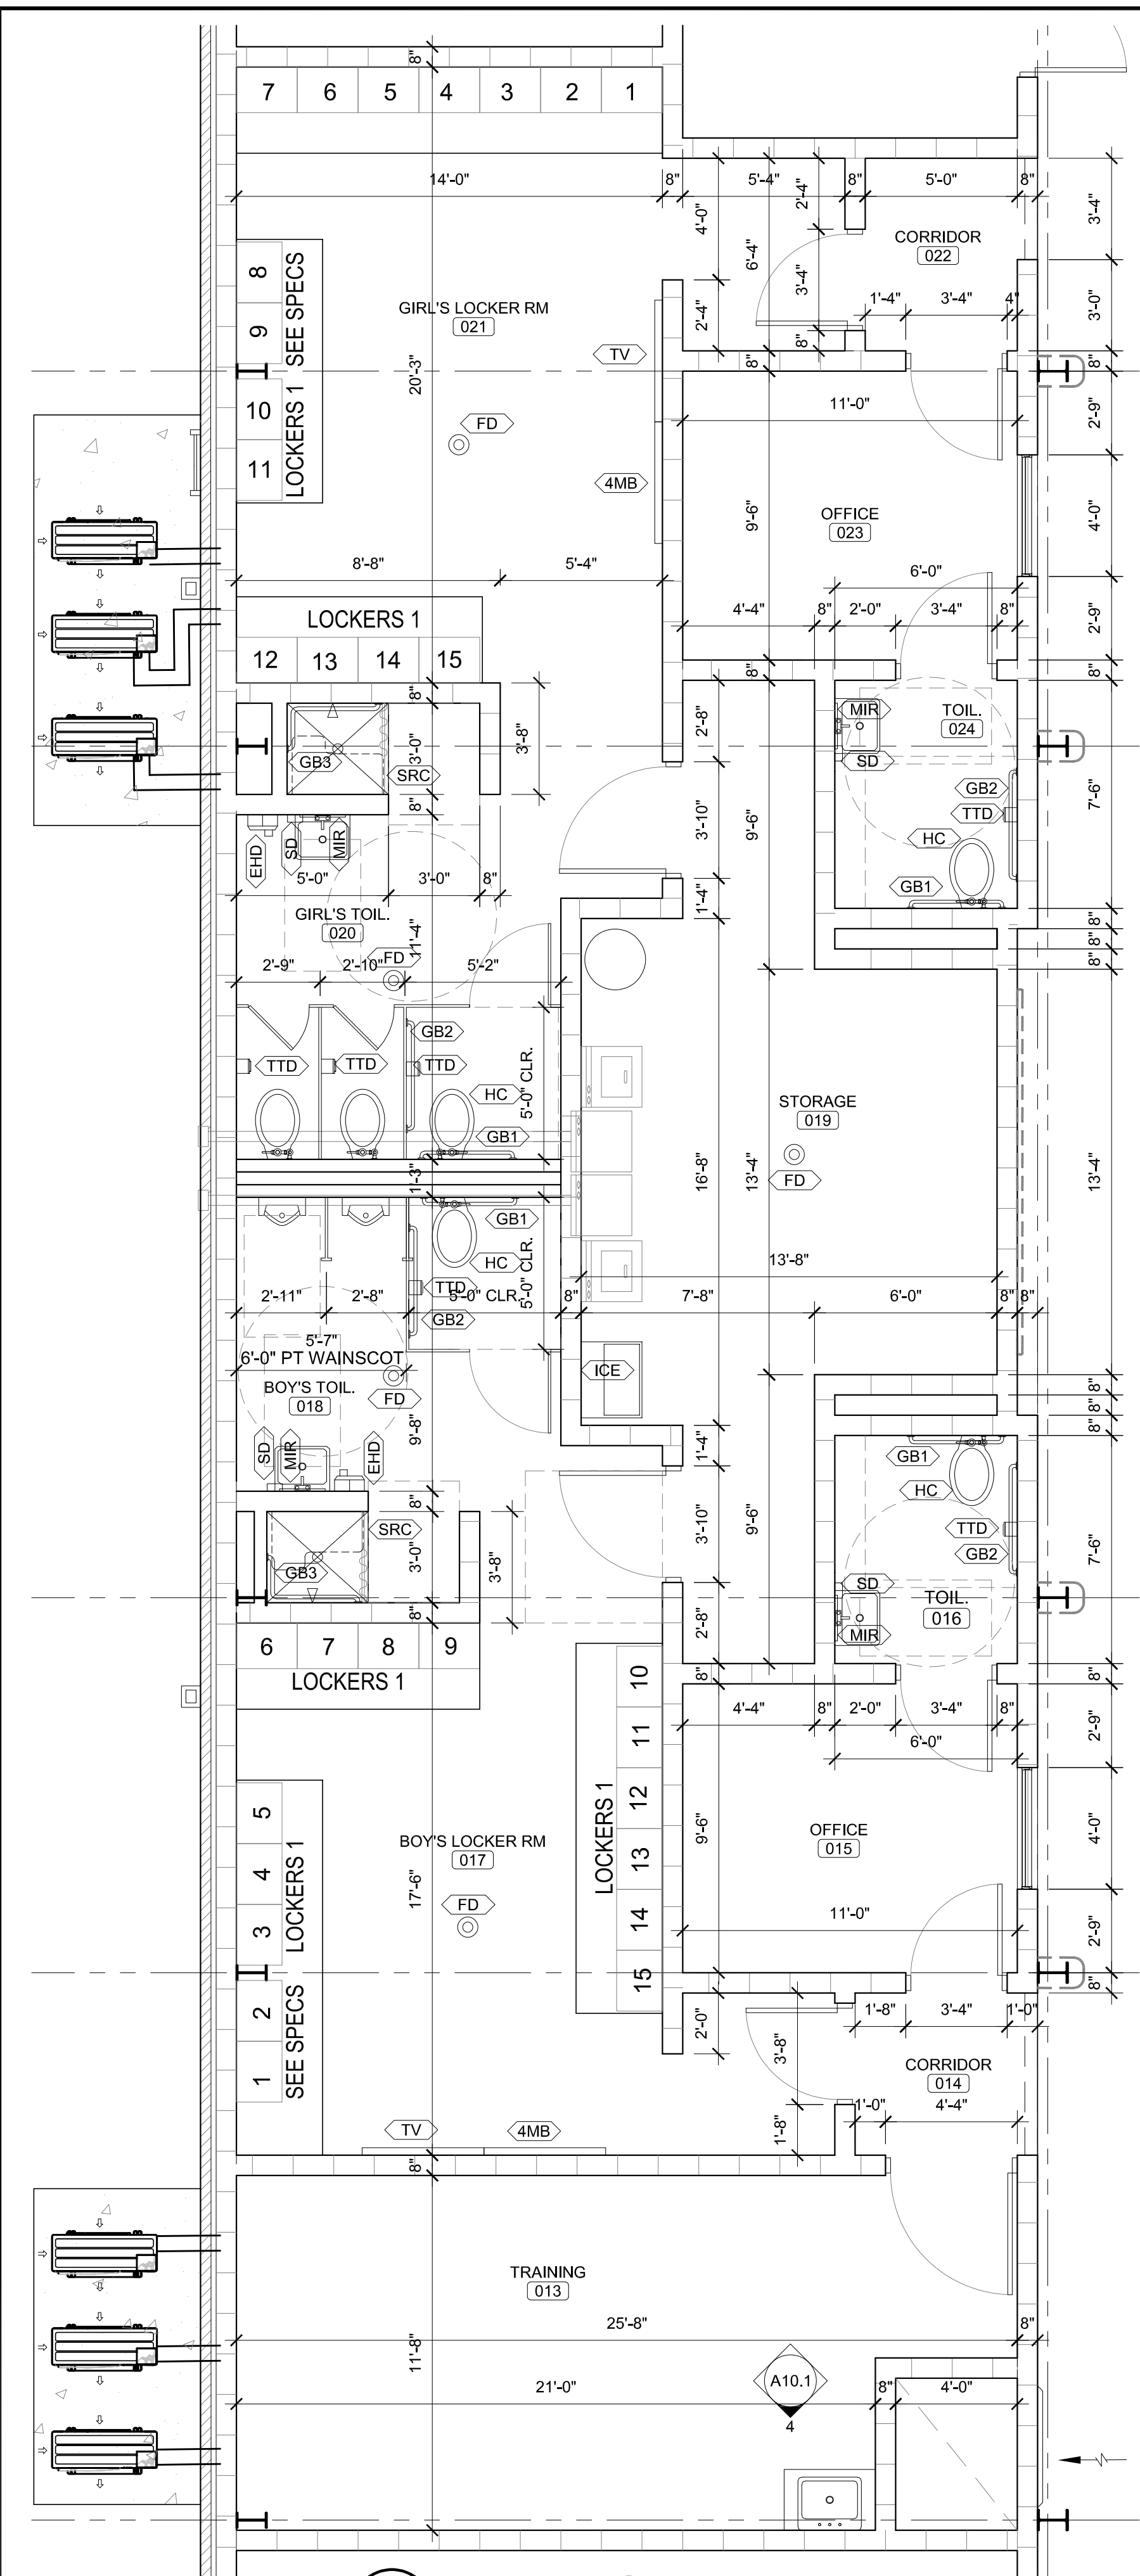 8"
7 6 5 4 3 2 1
14'-0" 8" 5'-4" 8" 5'-0" 8"
4'-0"
6'-4"
2'-4"
3'-4"
3'-4"
CORRIDOR
022
1'-4" 3'-4" 4"
3'-0"
8
9
10
11
LOCKERS 1 SEE SPECS
GIRL'S LOCKER RM
021
20'-3"
2'-4"
TV
FD
4MB
8" 8" 8"
11'-0"
2'-9"
OFFICE
023
9'-6"
4'-0"
8'-8" 5'-4"
6'-0"
4'-4" 8" 2'-0" 3'-4" 8"
2'-9"
LOCKERS 1
12 13 14 15
8" 8" 8"
2'-8"
MIR
TOIL.
024
SD
GB3
3'-0"
SRC
3'-8"
GB2
TTD
HC
GB1
7'-6"
8"
3'-10"
9'-6"
EHD
SD
MIR
5'-0" 3'-0" 8"
1'-4"
GIRL'S TOIL.
020
11'-4"
FD
2'-9" 2'-10" 5'-2"
8"
8"
8"
GB2
TTD TTD TTD
HC
GB1
5'-0" CLR.
STORAGE
019
FD
1'-3"
16'-8"
13'-4"
13'-4"
GB1
HC
TTD
GB2
5'-0" CLR.
13'-8"
2'-11" 2'-8" 5'-0" CLR. 8" 7'-8" 6'-0" 8" 8"
5'-7"
6'-0" PT WAINSCOT
BOY'S TOIL.
018
FD
ICE
9'-8"
8"
8"
8"
SD
MIR
EHD
1'-4"
GB1
HC
TTD
GB2
8"
SRC
GB3
3'-0"
3'-8"
3'-10"
9'-6"
7'-6"
SD
TOIL.
016
MIR
8"
2'-8"
6 7 8 9
LOCKERS 1
8" 8"
10
11
12
13
14
15
LOCKERS 1
4'-4" 8" 2'-0" 3'-4" 8"
6'-0"
2'-9"
5
4
3
2
1
LOCKERS 1
SEE SPECS
BOY'S LOCKER RM
017
17'-6"
FD
OFFICE
015
9'-6"
4'-0"
11'-0"
2'-9"
8"
2'-0"
3'-8"
1'-8" 3'-4" 1'-0"
CORRIDOR
014
1'-0" 4'-4"
1'-8"
TV 4MB
8"
TRAINING
013
25'-8" 8"
11'-8"
21'-0" 8" 4'-0"
A10.1
4
N